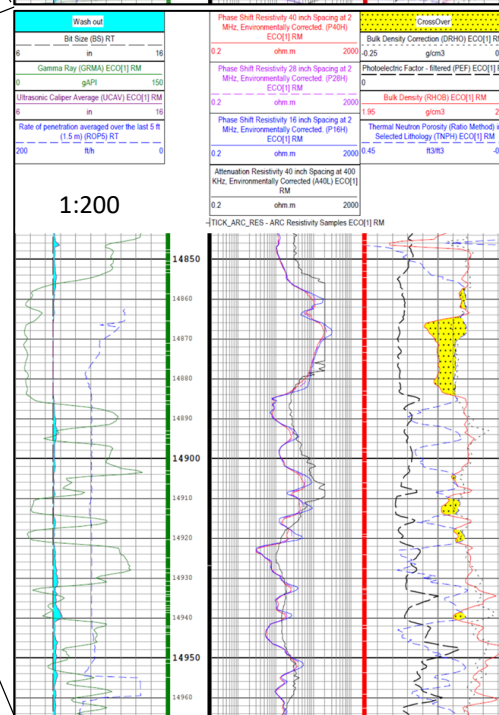 Wash out
Bit Size (BS) RT
6 in 16
Gamma Ray (GRMA) ECO[1] RM
0 gAPI 150
Ultrasonic Caliper Average (UCAV) ECO[1] RM
6 in 16
Rate of penetration averaged over the last 5 ft
(1.5 m) (ROP5) RT
200 ft/h 0
1:200
Phase Shift Resistivity 40 inch Spacing at 2
MHz, Environmentally Corrected. (P40H)
ECO[1] RM
0.2 ohm.m 2000
Phase Shift Resistivity 28 inch Spacing at 2
MHz, Environmentally Corrected (P28H)
ECO[1] RM
0.2 ohm.m 2000
Phase Shift Resistivity 16 inch Spacing at 2
MHz, Environmentally Corrected (P16H)
ECO[1] RM
0.2 ohm.m 2000
Attenuation Resistivity 40 inch Spacing at 400
KHz, Environmentally Corrected (A40L) ECO[1]
RM
0.2 ohm.m 2000
TICK_ARC_RES - ARC Resistivity Samples ECO[1] RM
CrossOver
Bulk Density Correction (DRHO) ECO[1]
-0.25 g/cm3
Photoelectric Factor - filtered (PEF) ECO[1]
0
Bulk Density (RHOB) ECO[1] RM
1.95 g/cm3
Thermal Neutron Porosity (Ratio Method) in
Selected Lithology (TNPH) ECO[1] RM
0.45 ft3/ft3
14850
14860
14870
14880
14890
14900
14910
14920
14930
14940
14950
14960